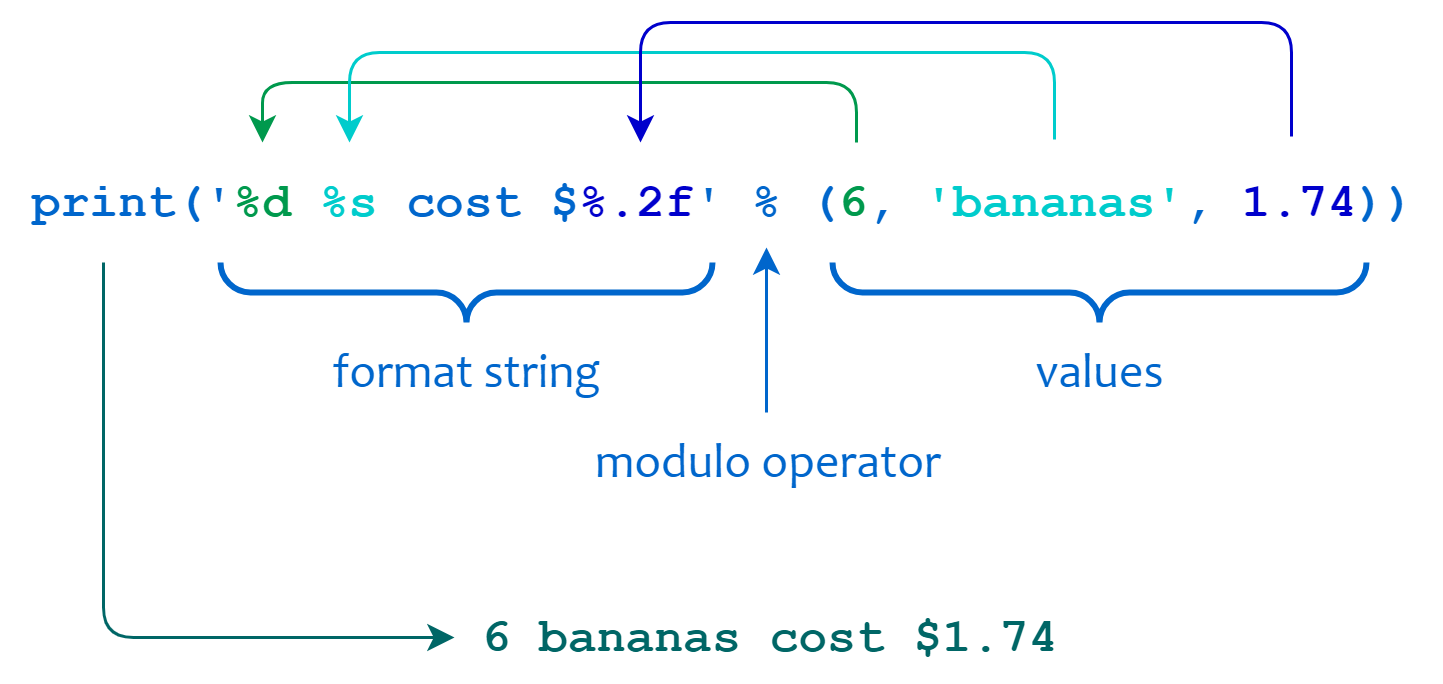 print('%d %s cost $%.2f' % (6, 'bananas', 1.74))
format string
values
modulo operator
6 bananas cost $1.74